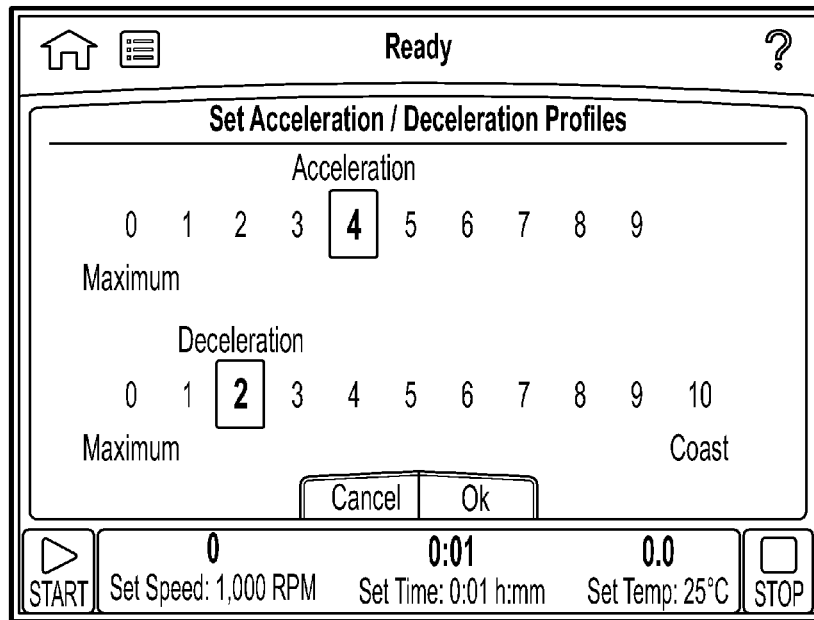 Ready
Set Acceleration / Deceleration Profiles
Acceleration
0 1 2 3 4 5 6 7 8 9
Maximum
Deceleration
0 1 2 3 4 5 6 7 8 9 10
Maximum Coast
Cancel Ok
0 0:01 0.0
START Set Speed: 1,000 RPM Set Time: 0:01 h:mm Set Temp: 25°C STOP